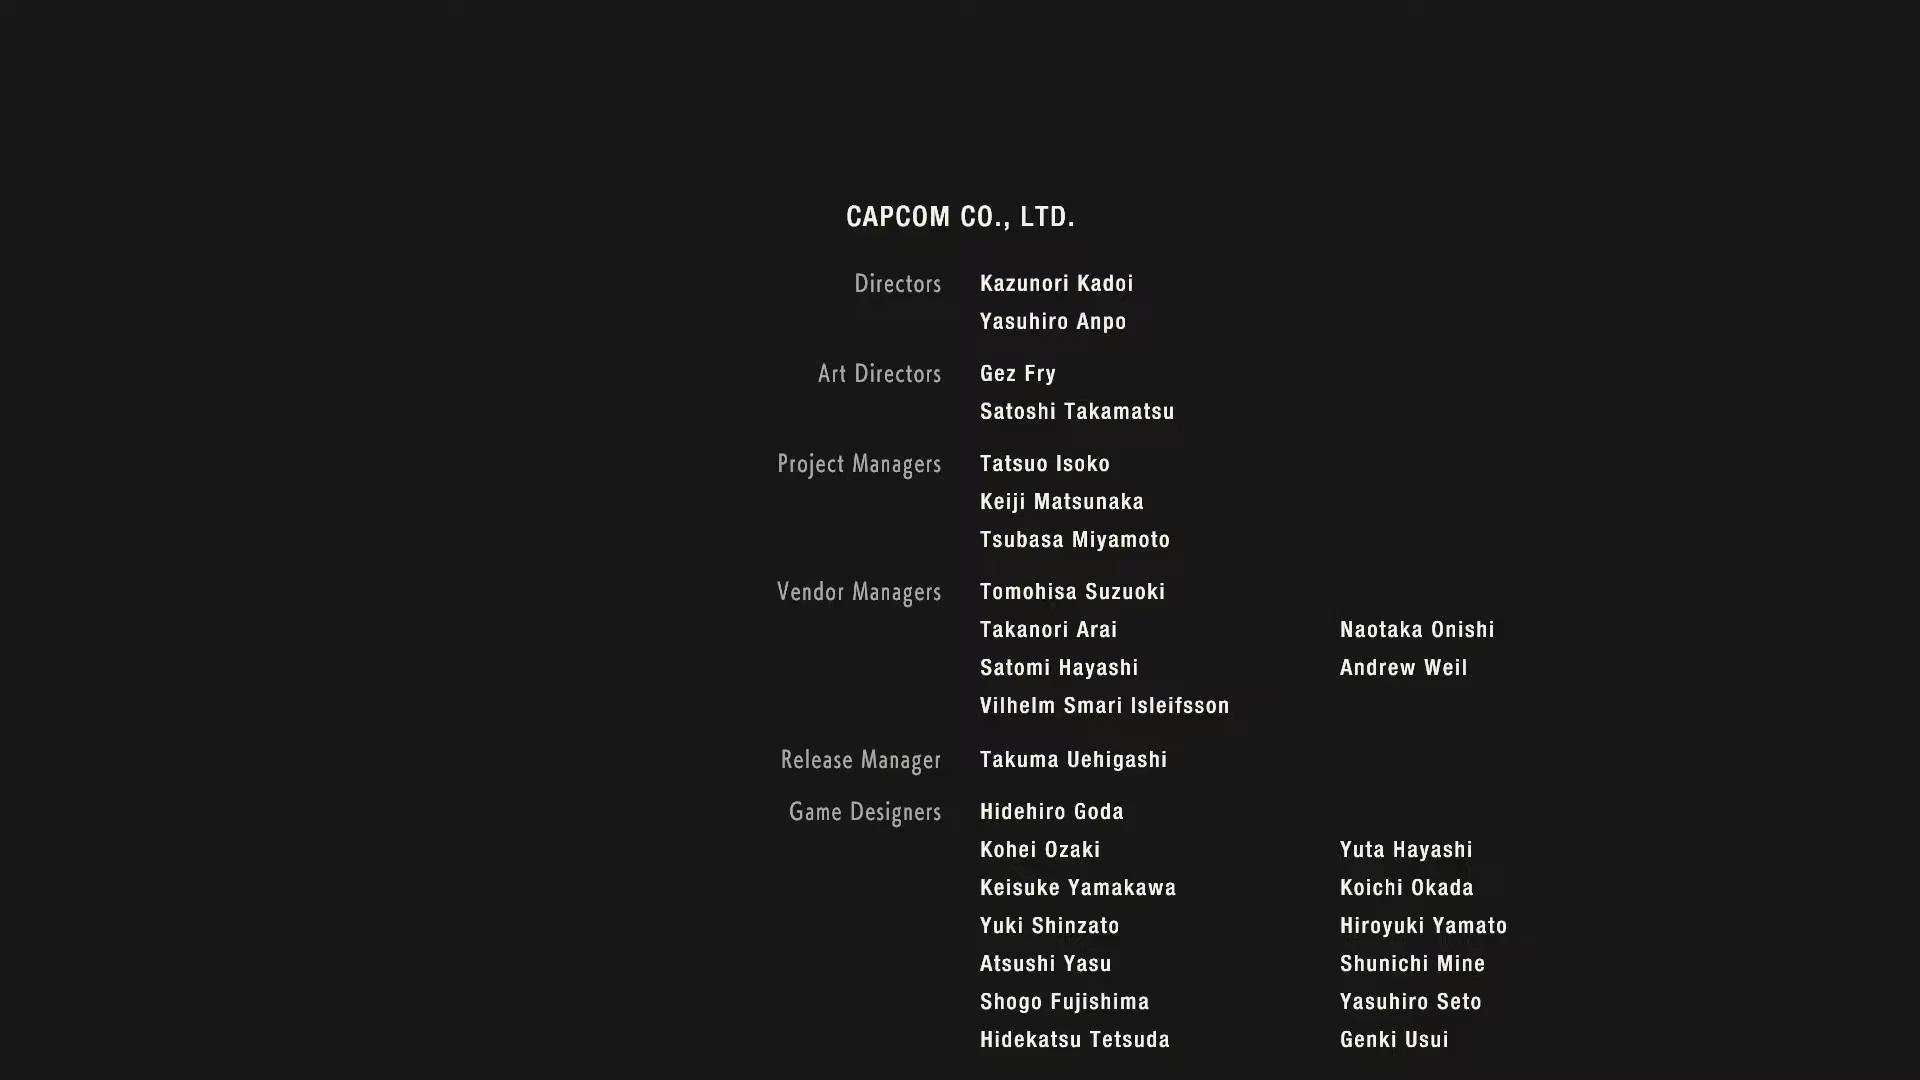 CAPCOM CO., LTD.
Directors Kazunori Kadoi
Yasuhiro Anpo
Art Directors Gez Fry
Satoshi Takamatsu
Project Managers Tatsuo Isoko
Keiji Matsunaka
Tsubasa Miyamoto
Vendor Managers Tomohisa Suzuoki
Takanori Arai Naotaka Onishi
Satomi Hayashi Andrew Weil
Vilhelm Smari Isleifsson
Release Manager Takuma Uehigashi
Game Designers Hidehiro Goda
Kohei Ozaki Yuta Hayashi
Keisuke Yamakawa Koichi Okada
Yuki Shinzato Hiroyuki Yamato
Atsushi Yasu Shunichi Mine
Shogo Fujishima Yasuhiro Seto
Hidekatsu Tetsuda Genki Usui